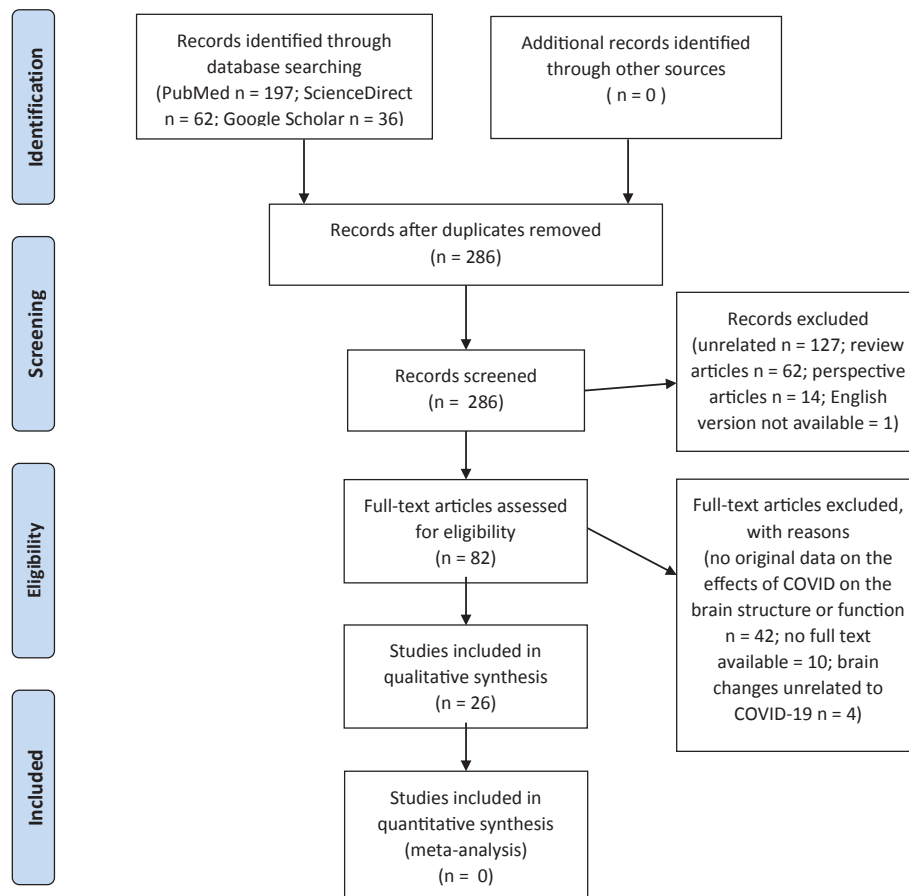 Identification
Records identified through
database searching
(PubMed n = 197; ScienceDirect
n = 62; Google Scholar n = 36)
Additional records identified
through other sources
( n = 0 )
Records after duplicates removed
(n = 286)
Screening
Records screened
(n =  286)
Records excluded
(unrelated n = 127; review
articles n = 62; perspective
articles n = 14; English
version not available = 1)
Eligibility
Full-text articles assessed
for eligibility
(n = 82)
Full-text articles excluded,
with reasons
(no original data on the
effects of COVID on the
brain structure or function
n = 42; no full text
available = 10; brain
changes unrelated to
COVID-19 n = 4)
Studies included in
qualitative synthesis
(n = 26)
Included
Studies included in
quantitative synthesis
(meta-analysis)
(n =  0)